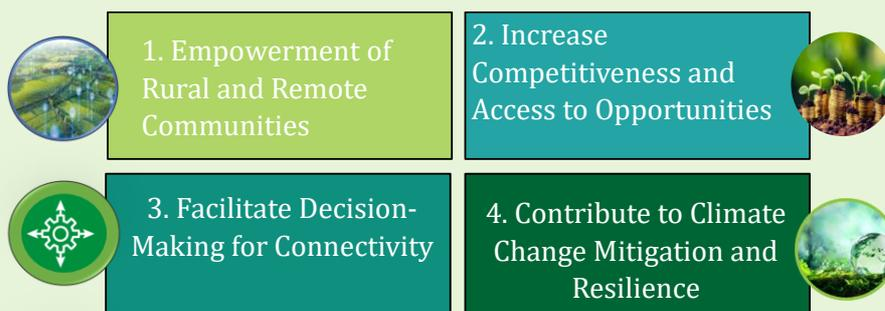 1. Empowerment of
Rural and Remote
Communities
2. Increase
Competitiveness and
Access to Opportunities
3. Facilitate Decision-
Making for Connectivity
4. Contribute to Climate
Change Mitigation and
Resilience